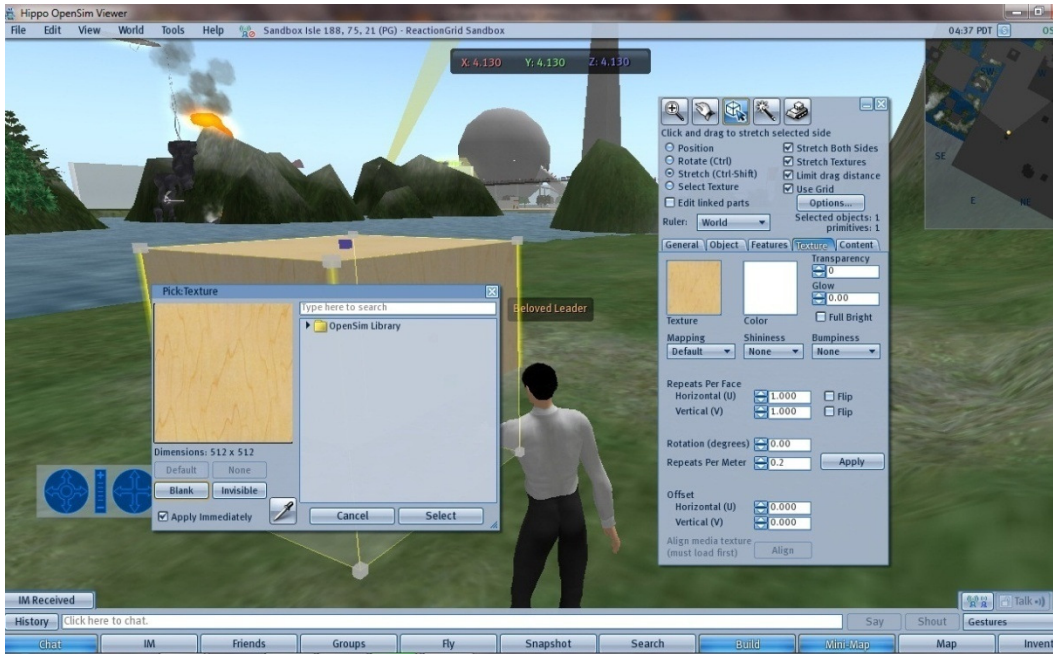 Hippo OpenSim Viewer
File Edit View World Tools Help Sandbox Isle 188, 75, 21 (PG) - ReactionGrid Sandbox 04:37 PDT
X: 4.130 Y: 4.130 Z: 4.130
SW
SE
E
NE
Click and drag to stretch selected side
Position
Rotate (Ctrl)
Stretch (Ctrl-Shift)
Select Texture
Edit linked parts
Stretch Both Sides
Stretch Textures
Limit drag distance
Use Grid
Options...
Ruler: World
Selected objects: 1
primitives: 1
General Object Features Texture Content
Texture
Color
Transparency
0
Glow
0.00
Full Bright
Mapping Shininess Bumpiness
Default None None
Repeats Per Face
Horizontal (U) 1.000 Flip
Vertical (V) 1.000 Flip
Rotation (degrees) 0.00
Repeats Per Meter 0.2 Apply
Offset
Horizontal (U) 0.000
Vertical (V) 0.000
Align media texture
(must load first) Align
Beloved Leader
Pick: Texture
Type here to search
OpenSim Library
Dimensions: 512 x 512
Default None
Blank Invisible
Apply Immediately
Cancel Select
IM Received
Talk
History Click here to chat. Say Shout Gestures
Chat IM Friends Groups Fly Snapshot Search Build Mini-Map Map Invent